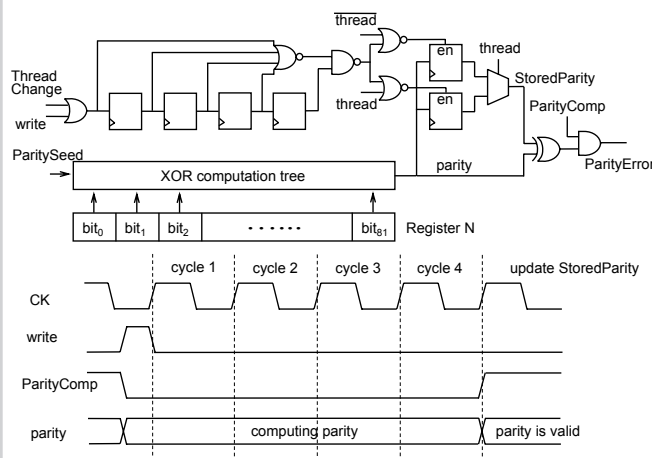 thread
en
thread
Thread
Change
write
thread
en
StoredParity
ParityComp
ParityError
ParitySeed
XOR computation tree
parity
bit0 bit1 bit2 ...... bit81 Register N
cycle 1 cycle 2 cycle 3 cycle 4 update StoredParity
CK
write
ParityComp
parity computing parity parity is valid